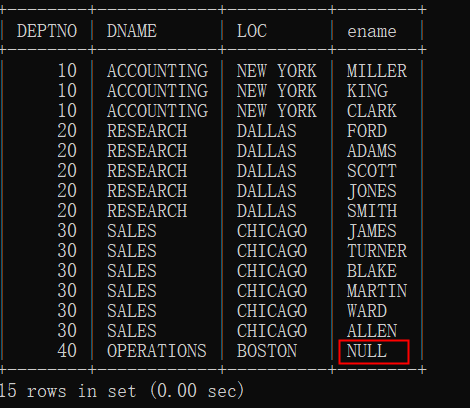 DEPTNO | DNAME | LOC | ename
10 | ACCOUNTING | NEW YORK | MILLER
10 | ACCOUNTING | NEW YORK | KING
10 | ACCOUNTING | NEW YORK | CLARK
20 | RESEARCH | DALLAS | FORD
20 | RESEARCH | DALLAS | ADAMS
20 | RESEARCH | DALLAS | SCOTT
20 | RESEARCH | DALLAS | JONES
20 | RESEARCH | DALLAS | SMITH
30 | SALES | CHICAGO | JAMES
30 | SALES | CHICAGO | TURNER
30 | SALES | CHICAGO | BLAKE
30 | SALES | CHICAGO | MARTIN
30 | SALES | CHICAGO | WARD
30 | SALES | CHICAGO | ALLEN
40 | OPERATIONS | BOSTON | NULL
15 rows in set (0.00 sec)